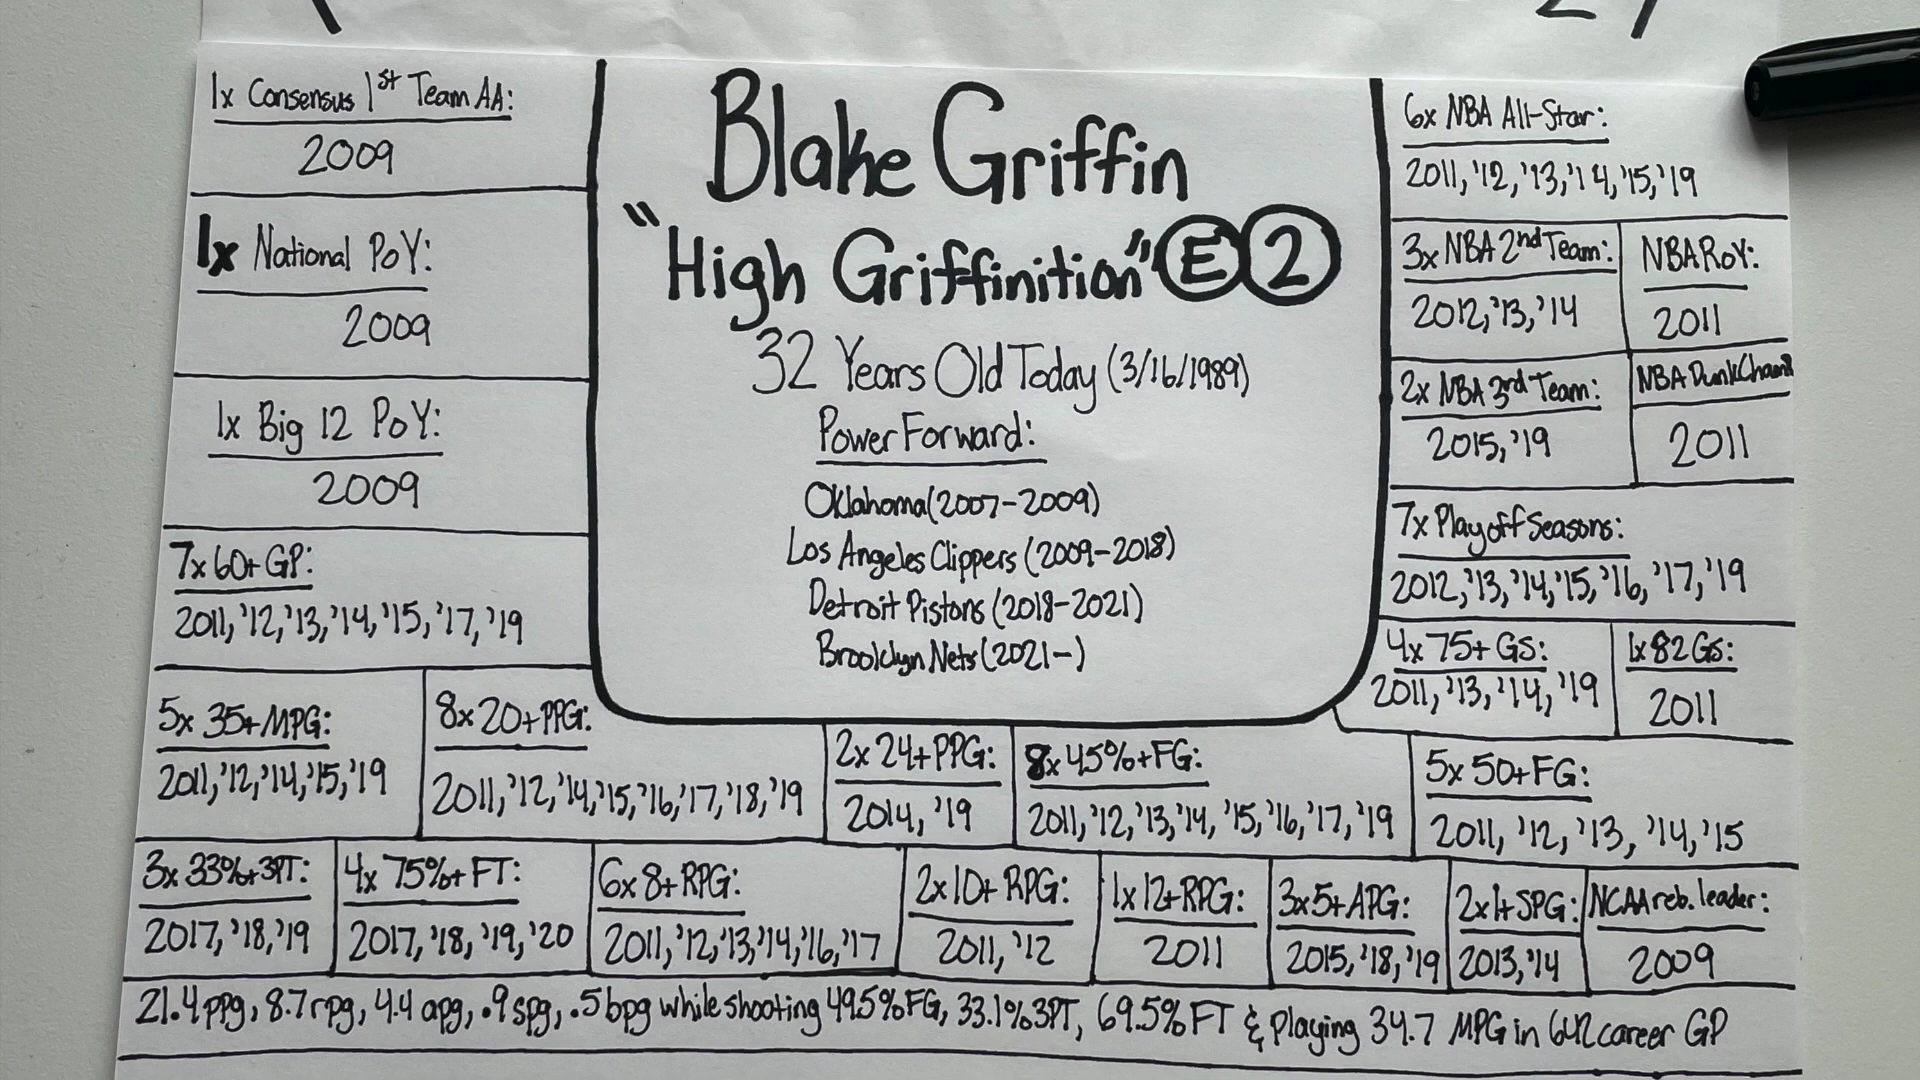 1x Consensus 1st Team AA:
2009
1x National PoY:
2009
1x Big 12 PoY:
2009
7x 60+ GP:
2011, '12, '13, '14, '15, '17, '19
5x 35+ MPG:
2011, '12, '14, '15, '19
8x 20+ PPG:
2011, '12, '14, '15, '16, '17, '18, '19
Blake Griffin
"High Griffinition" E 2
32 Years Old Today (3/16/1989)
Power Forward:
Oklahoma (2007-2009)
Los Angeles Clippers (2009-2018)
Detroit Pistons (2018-2021)
Brooklyn Nets (2021-)
6x NBA All-Star:
2011, '12, '13, '14, '15, '19
3x NBA 2nd Team:
2012, '13, '14
NBA RoY:
2011
2x NBA 3rd Team:
2015, '19
NBA Dunk Champ
2011
7x Playoff Seasons:
2012, '13, '14, '15, '16, '17, '19
4x 75+ GS:
2011, '13, '14, '19
1x 82 GS:
2011
2x 24+ PPG:
2014, '19
8x 45%+ FG:
2011, '12, '13, '14, '15, '16, '17, '19
5x 50+ FG:
2011, '12, '13, '14, '15
3x 33%+ 3PT:
2017, '18, '19
4x 75%+ FT:
2017, '18, '19, '20
6x 8+ RPG:
2011, '12, '13, '14, '16, '17
2x 10+ RPG:
2011, '12
1x 12+ RPG:
2011
3x 5+ APG:
2015, '18, '19
2x 1+ SPG:
2013, '14
NCAA reb. leader:
2009
21.4 ppg, 8.7 rpg, 4.4 apg, .9 spg, .5 bpg while shooting 49.5% FG, 33.1% 3PT, 69.5% FT & Playing 34.7 MPG in 642 career GP